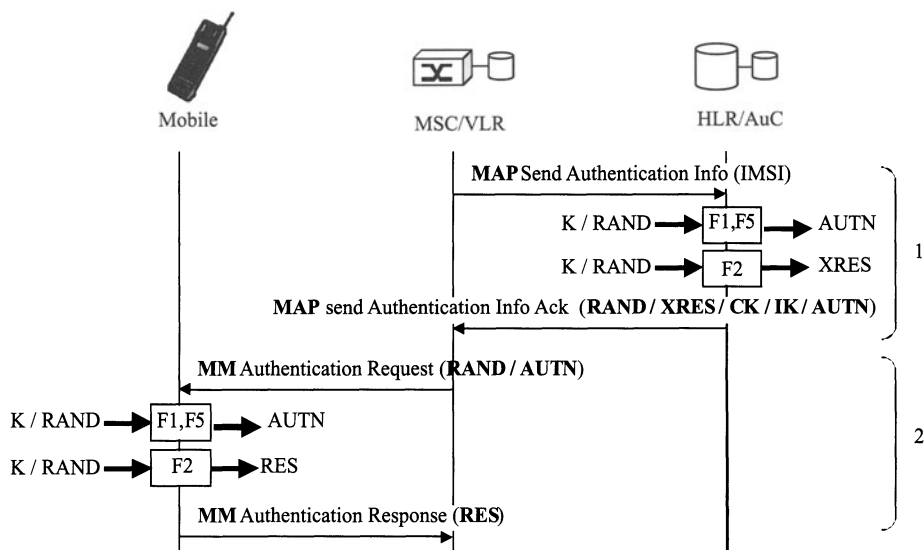 Mobile
MSC/VLR
HLR/AuC
MAP Send Authentication Info (IMSI)
K / RAND F1,F5 AUTN
K / RAND F2 XRES
1
MAP send Authentication Info Ack (RAND / XRES / CK / IK / AUTN)
MM Authentication Request (RAND / AUTN)
K / RAND F1,F5 AUTN
2
K / RAND F2 RES
MM Authentication Response (RES)